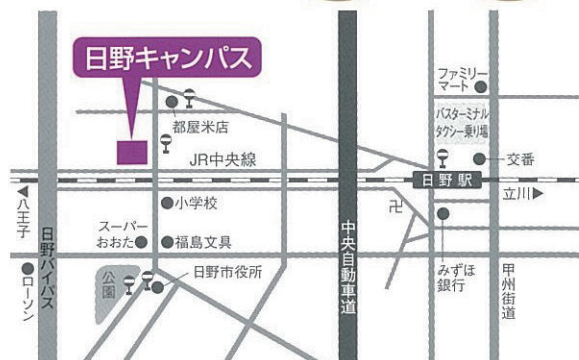 日野キャンパス
都屋米店
JR中央線
ファミリー
マート
バスターミナル
タクシー乗り場
交番
日野駅
立川
八王子
日野バイパス
ローソン
小学校
スーパー
おおた
福島文具
公園
日野市役所
中央自動車道
卍
みずほ
銀行
甲州街道